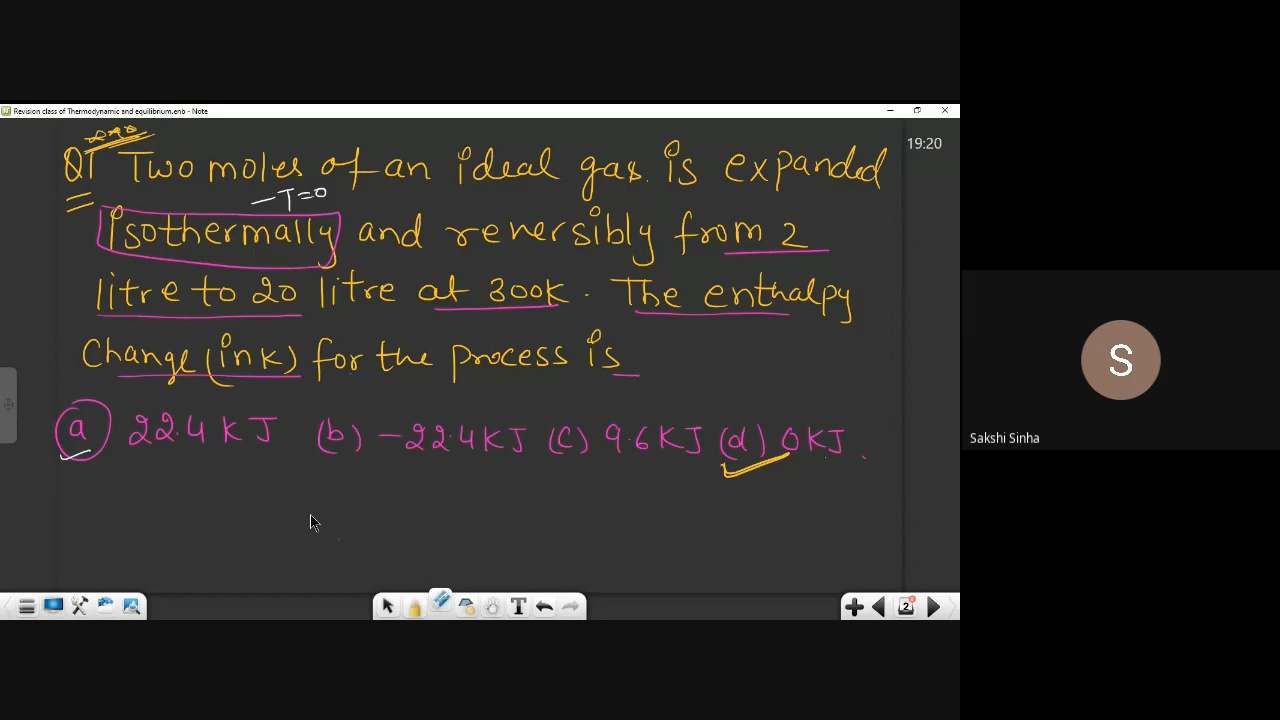 Revision class of Thermodynamic and equilibrium.enb - Note
19:20
Q1 Two moles of an ideal gas. is expanded
-T=0
isothermally and reversibly from 2
litre to 20 litre at 300K. The enthalpy
Change (in K) for the process is
(a) 22.4 KJ (b) -22.4 KJ (c) 9.6 KJ (d) 0 KJ.
S
Sakshi Sinha
T
2